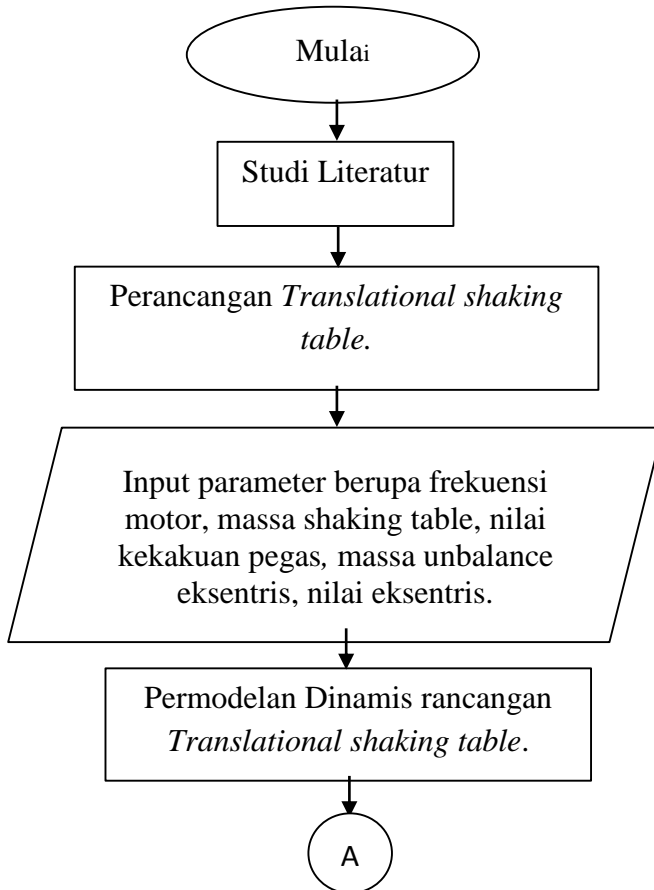 Mulai
Studi Literatur
Perancangan Translational shaking
table.
Input parameter berupa frekuensi
motor, massa shaking table, nilai
kekakuan pegas, massa unbalance
eksentris, nilai eksentris.
Permodelan Dinamis rancangan
Translational shaking table.
A